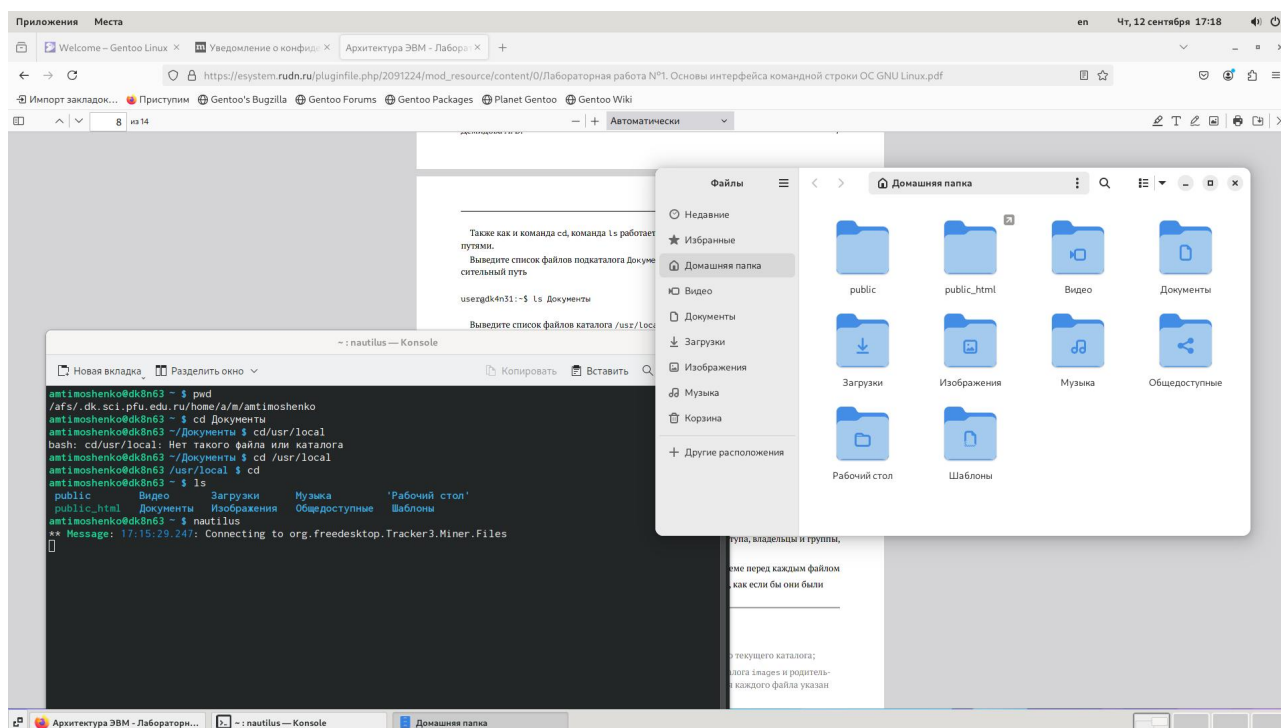 Приложения Места en Чт, 12 сентября 17:18
Welcome – Gentoo Linux Уведомление о конфиде Архитектура ЭВМ - Лаборат
https://esystem.rudn.ru/pluginfile.php/2091224/mod_resource/content/0/Лабораторная работа №1. Основы интерфейса командной строки ОС GNU Linux.pdf
Импорт закладок... Приступим Gentoo's Bugzilla Gentoo Forums Gentoo Packages Planet Gentoo Gentoo Wiki
8 из 14 Автоматически
Также как и команда cd, команда ls работает
путями.
Выведите список файлов подкаталога Докуме
сительный путь
user@dk4n31:~$ ls Документы
Выведите список файлов каталога /usr/loca
~ : nautilus — Konsole
Новая вкладка Разделить окно Копировать Вставить
amtimoshenko@dk8n63 ~ $ pwd
/afs/.dk.sci.pfu.edu.ru/home/a/m/amtimoshenko
amtimoshenko@dk8n63 ~ $ cd Документы
amtimoshenko@dk8n63 ~/Документы $ cd/usr/local
bash: cd/usr/local: Нет такого файла или каталога
amtimoshenko@dk8n63 ~/Документы $ cd /usr/local
amtimoshenko@dk8n63 /usr/local $ cd
amtimoshenko@dk8n63 ~ $ ls
public Видео Загрузки Музыка 'Рабочий стол'
public_html Документы Изображения Общедоступные Шаблоны
amtimoshenko@dk8n63 ~ $ nautilus
** Message: 17:15:29.247: Connecting to org.freedesktop.Tracker3.Miner.Files
Файлы
Недавние
Избранные
Домашняя папка
Видео
Документы
Загрузки
Изображения
Музыка
Корзина
Другие расположения
Домашняя папка
public public_html Видео Документы
Загрузки Изображения Музыка Общедоступные
Рабочий стол Шаблоны
тупа, владельцы и группы,
еме перед каждым файлом
, как если бы они были
о текущего каталога;
алога images и родитель-
я каждого файла указан
Архитектура ЭВМ - Лабораторн... ~ : nautilus — Konsole Домашняя папка